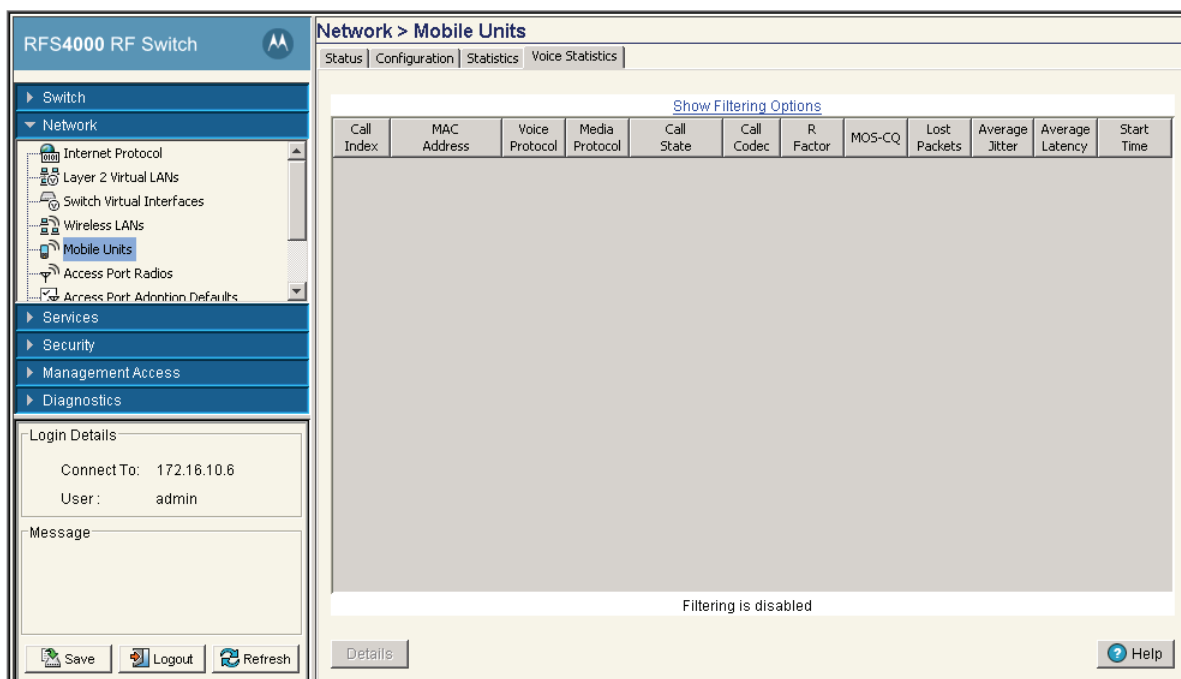 RFS4000 RF Switch
Switch
Network
Internet Protocol
Layer 2 Virtual LANs
Switch Virtual Interfaces
Wireless LANs
Mobile Units
Access Port Radios
Access Port Adoption Defaults
Services
Security
Management Access
Diagnostics
Login Details
Connect To: 172.16.10.6
User : admin
Message
Save Logout Refresh
Network > Mobile Units
Status Configuration Statistics Voice Statistics
Show Filtering Options
Call Index MAC Address Voice Protocol Media Protocol Call State Call Codec R Factor MOS-CQ Lost Packets Average Jitter Average Latency Start Time
Filtering is disabled
Details Help